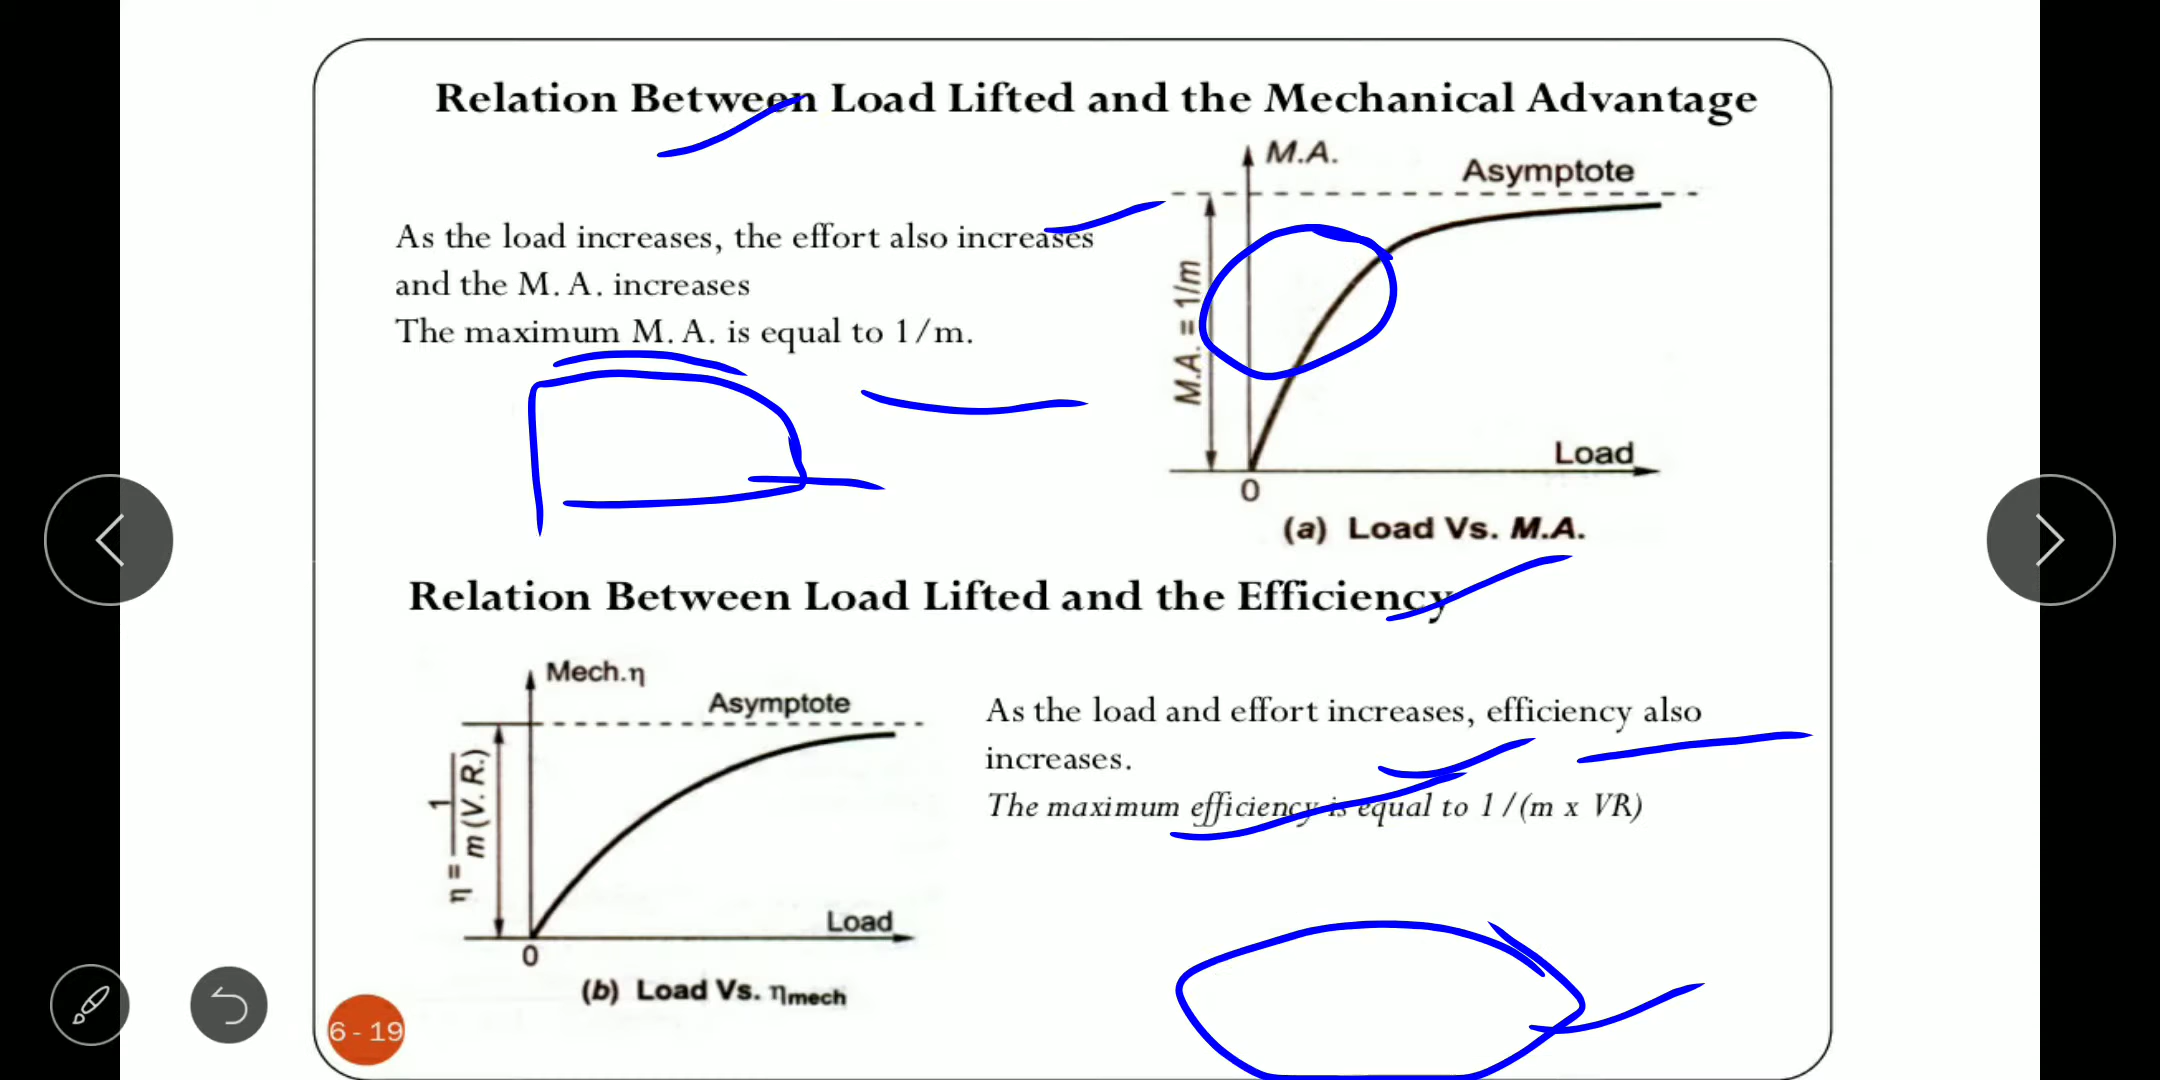 Relation Between Load Lifted and the Mechanical Advantage
As the load increases, the effort also increases
and the M. A. increases
The maximum M. A. is equal to 1/m.
M.A.
Asymptote
M.A. = 1/m
Load
0
(a) Load Vs. M.A.
Relation Between Load Lifted and the Efficiency
Mech.η
Asymptote
η = 1 / m (V. R.)
Load
0
(b) Load Vs. ηmech
As the load and effort increases, efficiency also
increases.
The maximum efficiency is equal to 1/(m x VR)
6 - 19